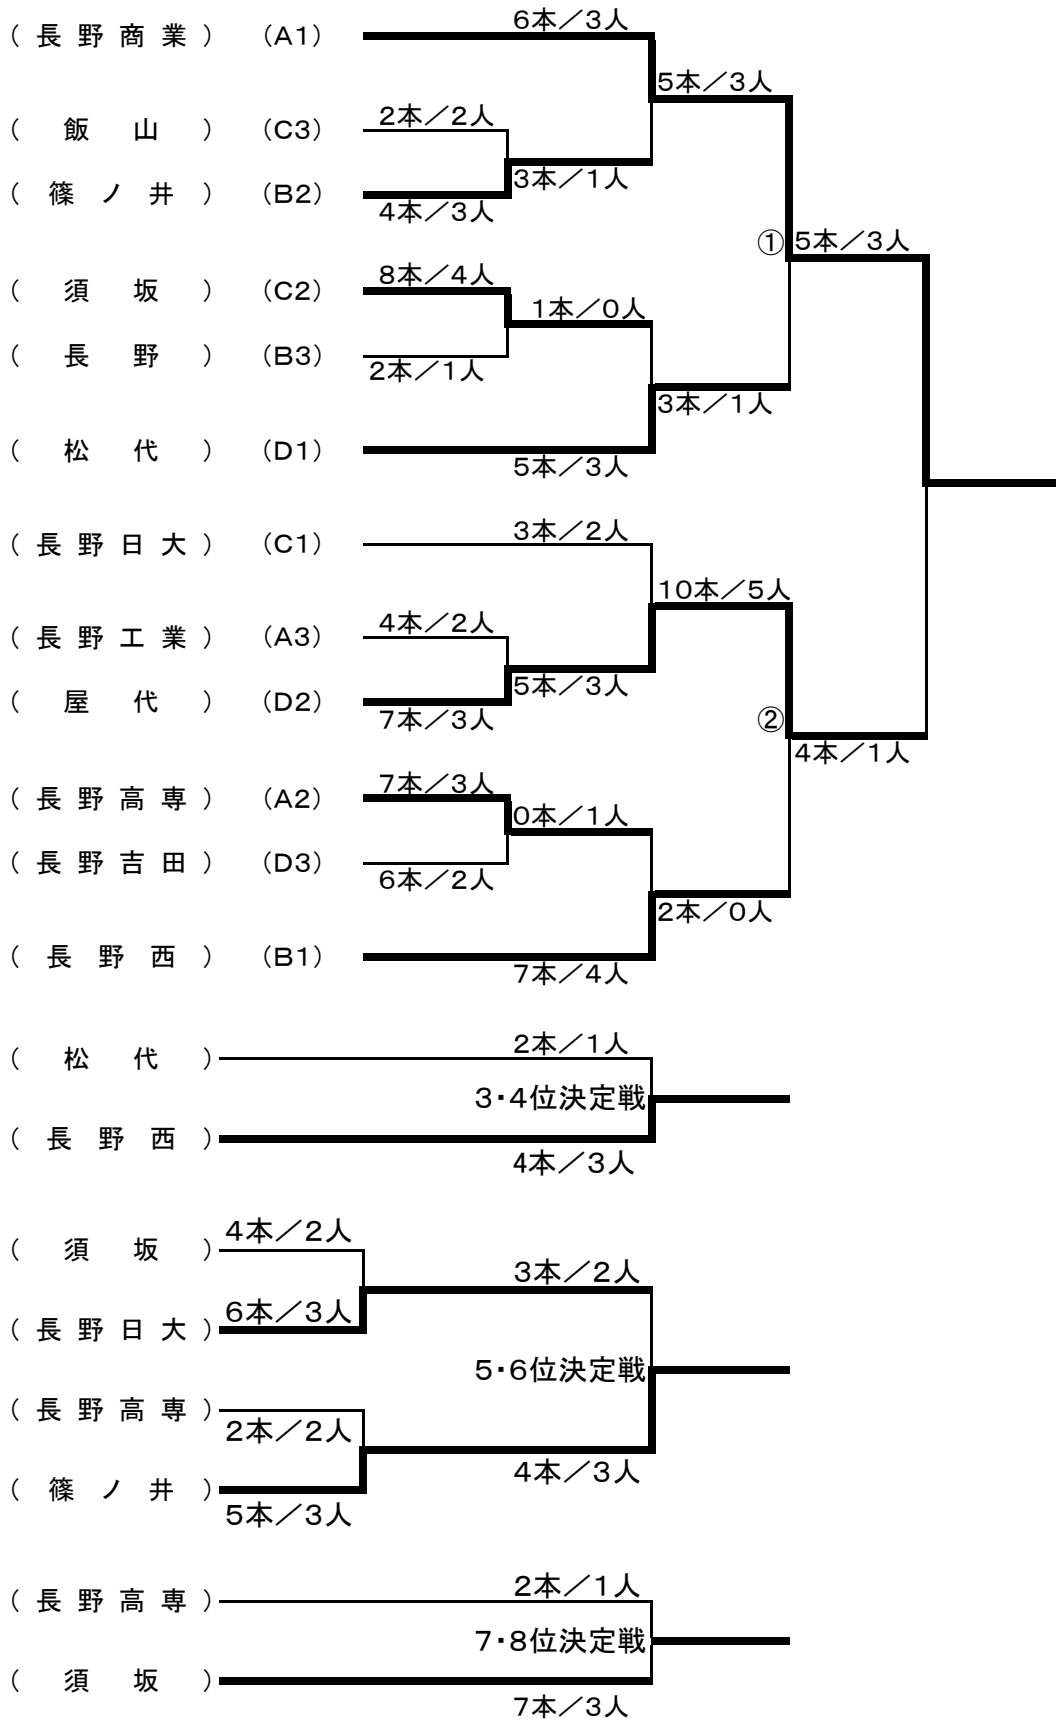 （長野商業）（A1）
6本／3人
5本／3人
（飯山）（C3）
2本／2人
（篠ノ井）（B2）
3本／1人
4本／3人
① 5本／3人
（須坂）（C2）
8本／4人
1本／0人
（長野）（B3）
2本／1人
3本／1人
（松代）（D1）
5本／3人
（長野日大）（C1）
3本／2人
10本／5人
（長野工業）（A3）
4本／2人
（屋代）（D2）
5本／3人
7本／3人
② 4本／1人
（長野高専）（A2）
7本／3人
0本／1人
（長野吉田）（D3）
6本／2人
2本／0人
（長野西）（B1）
7本／4人
（松代）
2本／1人
3・4位決定戦
（長野西）
4本／3人
（須坂）
4本／2人
3本／2人
（長野日大）
6本／3人
5・6位決定戦
（長野高専）
2本／2人
4本／3人
（篠ノ井）
5本／3人
（長野高専）
2本／1人
7・8位決定戦
（須坂）
7本／3人